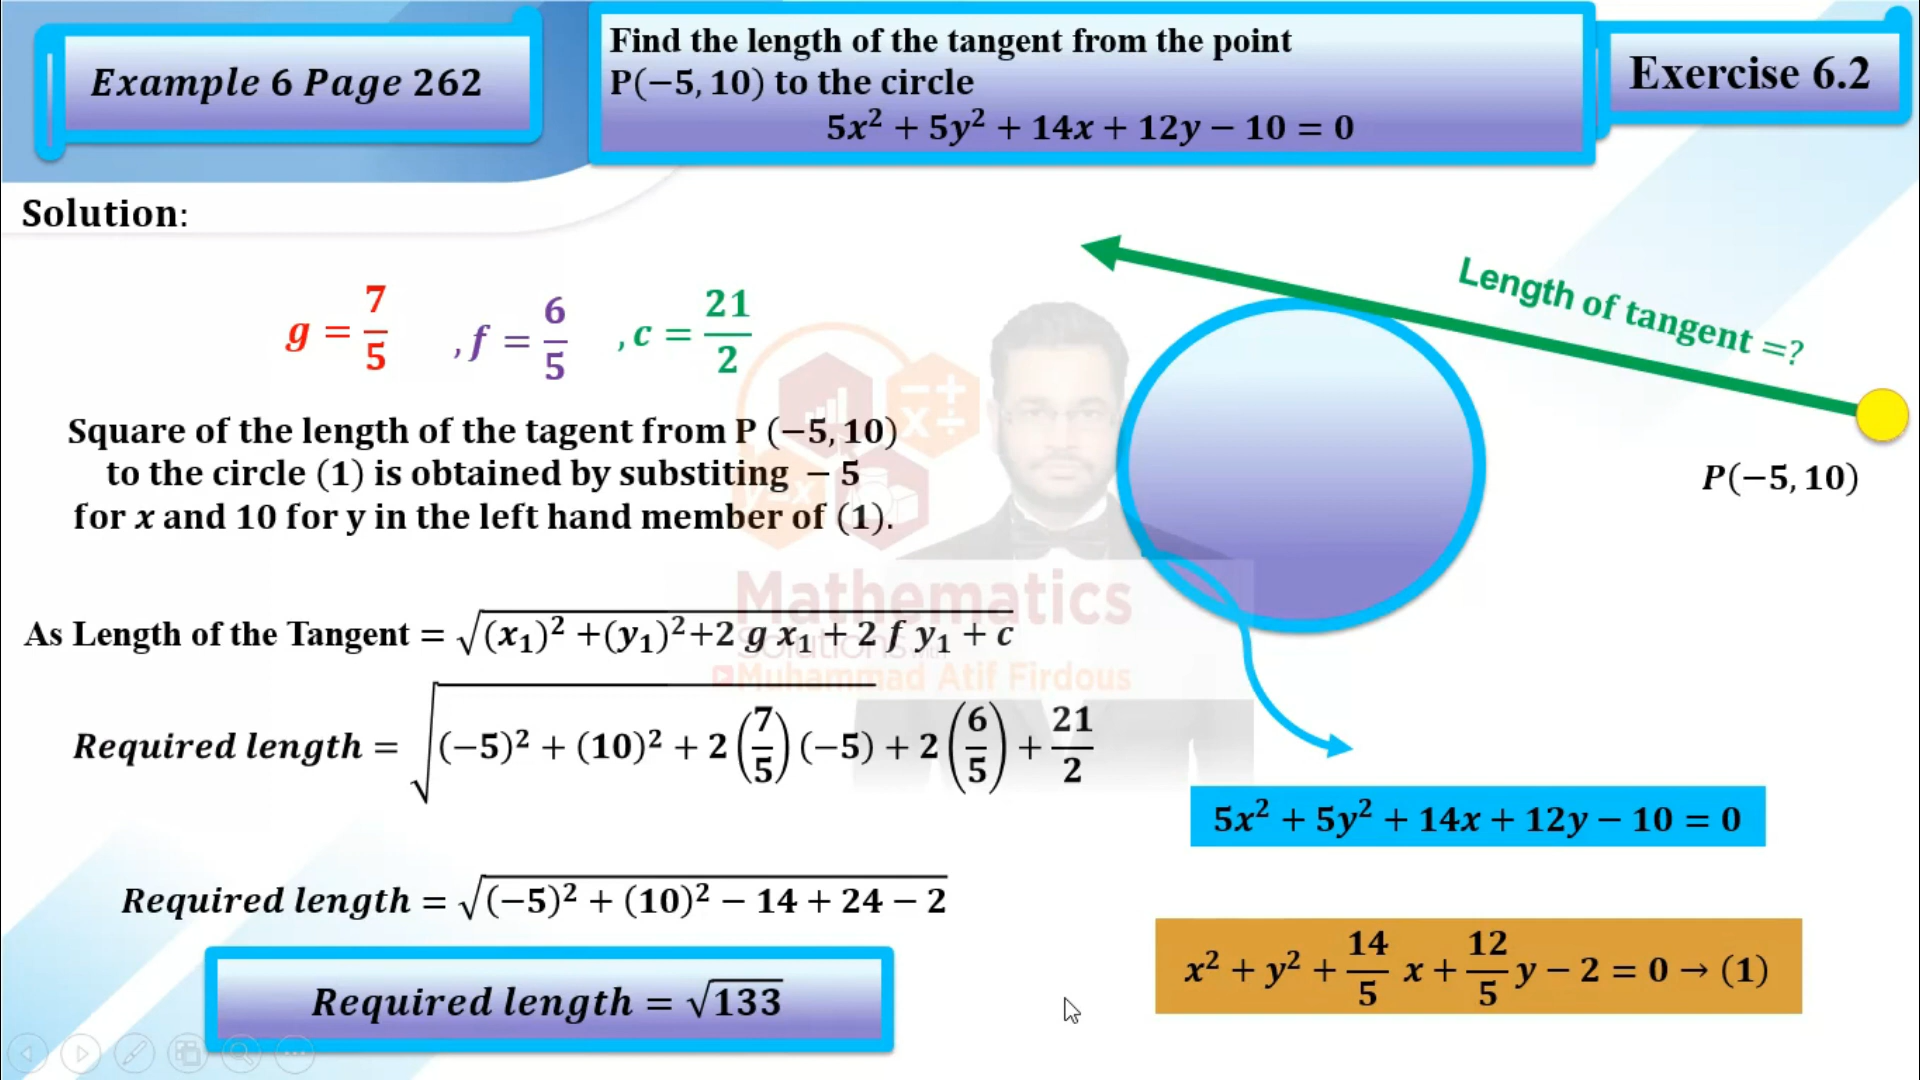 Example 6 Page 262
Find the length of the tangent from the point
P(−5, 10) to the circle
5x² + 5y² + 14x + 12y − 10 = 0
Exercise 6.2
Solution:
g = 7/5 , f = 6/5 , c = 21/2
Length of tangent =?
P(−5, 10)
Square of the length of the tagent from P (−5, 10)
to the circle (1) is obtained by substiting − 5
for x and 10 for y in the left hand member of (1).
Mathematics
Solutions with
Muhammad Atif Firdous
As Length of the Tangent = √((x₁)² +(y₁)²+2 g x₁ + 2 f y₁ + c)
Required length = √((−5)² + (10)² + 2 (7/5) (−5) + 2 (6/5) + 21/2
5x² + 5y² + 14x + 12y − 10 = 0
Required length = √((−5)² + (10)² − 14 + 24 − 2)
x² + y² + 14/5 x + 12/5 y − 2 = 0 → (1)
Required length = √133